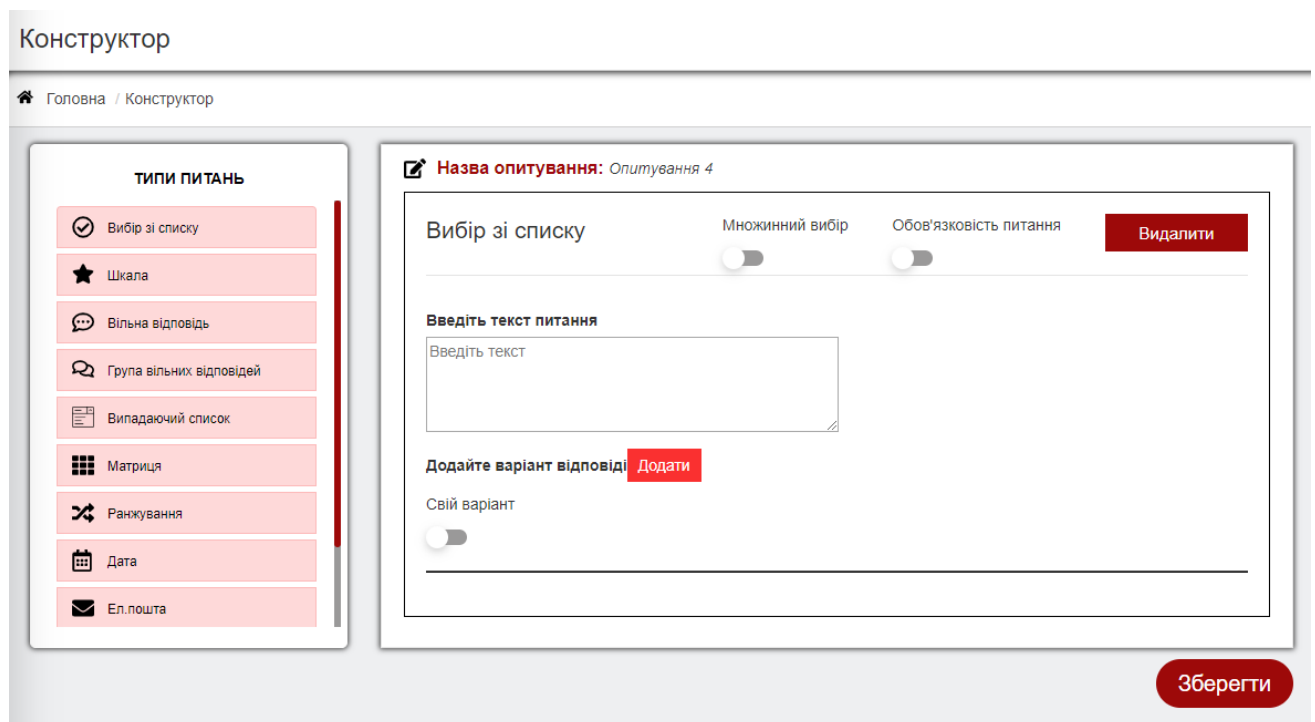 Конструктор
Головна / Конструктор
ТИПИ ПИТАНЬ
Вибір зі списку
Шкала
Вільна відповідь
Група вільних відповідей
Випадаючий список
Матриця
Ранжування
Дата
Ел.пошта
Назва опитування: Опитування 4
Вибір зі списку
Множинний вибір
Обов'язковість питання
Видалити
Введіть текст питання
Введіть текст
Додайте варіант відповіді Додати
Свій варіант
Зберегти